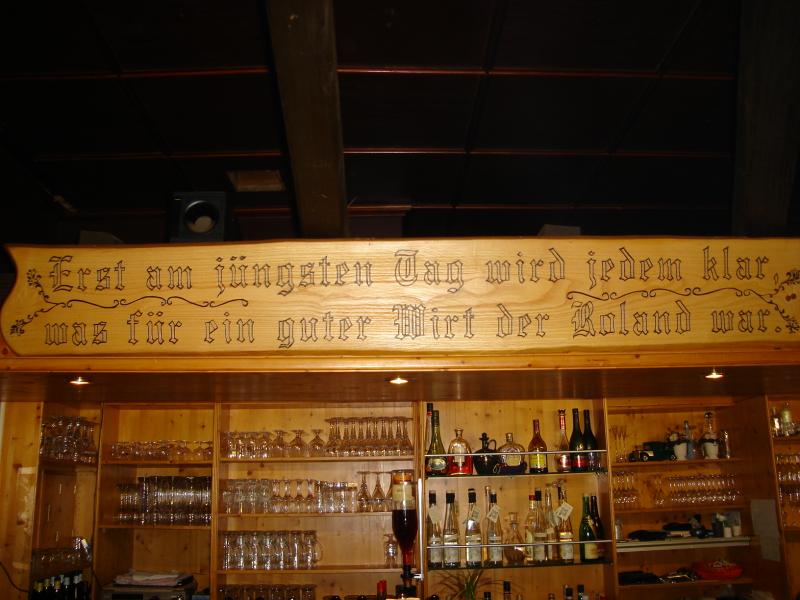 Erst am jüngsten Tag wird jedem klar,
was für ein guter Wirt der Roland war.